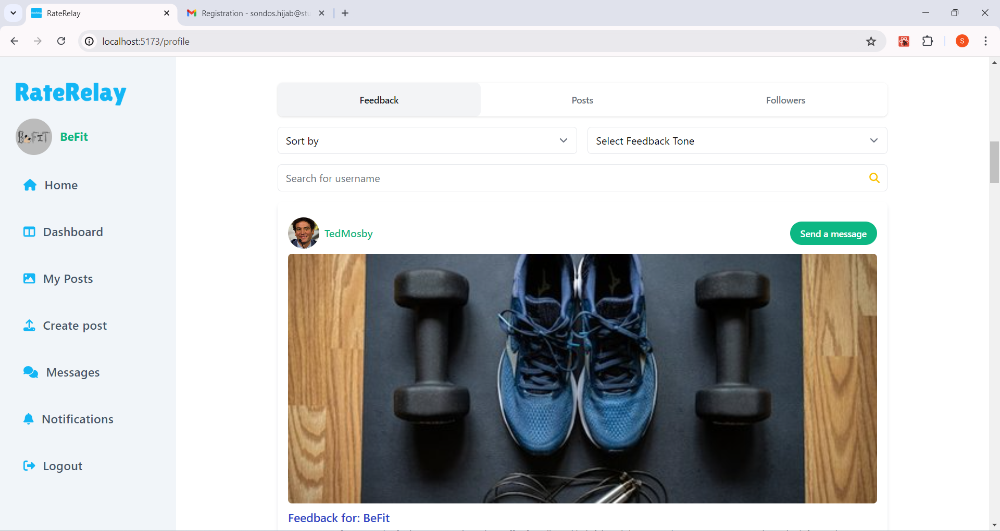 RateRelay
Registration - sondos.hijab@stu
localhost:5173/profile
S
RateRelay
BeFiT
BeFit
Home
Dashboard
My Posts
Create post
Messages
Notifications
Logout
Feedback
Posts
Followers
Sort by
Select Feedback Tone
Search for username
TedMosby
Send a message
Feedback for: BeFit